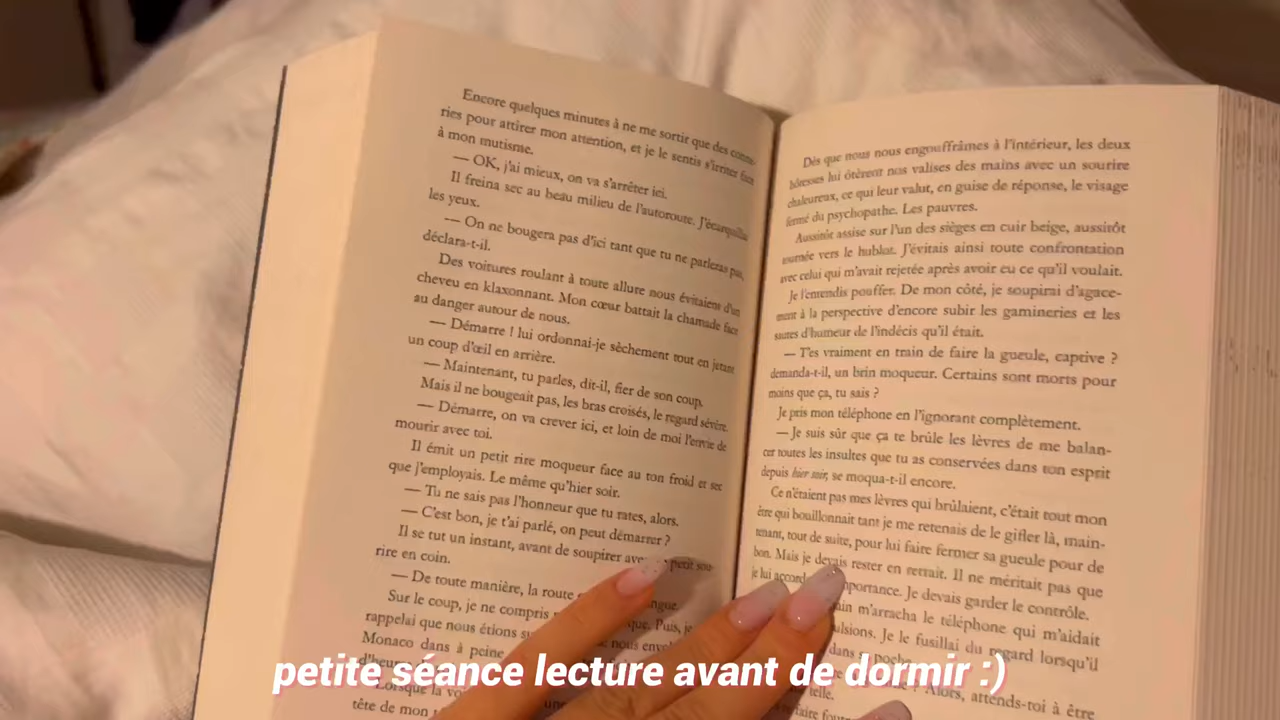 Encore quelques minutes à ne me sortir que des conne-
ries pour attirer mon attention, et je le sentis s'irriter face
à mon mutisme.
— OK, j'ai mieux, on va s'arrêter ici.
Il freina sec au beau milieu de l'autoroute. J'écarquillai
les yeux.
— On ne bougera pas d'ici tant que tu ne parleras pas,
déclara-t-il.
Des voitures roulant à toute allure nous évitaient d'un
cheveu en klaxonnant. Mon cœur battait la chamade face
au danger autour de nous.
— Démarre ! lui ordonnai-je sèchement tout en jetant
un coup d'œil en arrière.
— Maintenant, tu parles, dit-il, fier de son coup.
Mais il ne bougeait pas, les bras croisés, le regard sévère.
— Démarre, on va crever ici, et loin de moi l'envie de
mourir avec toi.
Il émit un petit rire moqueur face au ton froid et sec
que j'employais. Le même qu'hier soir.
— Tu ne sais pas l'honneur que tu rates, alors.
— C'est bon, je t'ai parlé, on peut démarrer ?
Il se tut un instant, avant de soupirer avec petit sou-
rire en coin.
— De toute manière, la route
Sur le coup, je ne compris que. Puis, je
rappelai que nous étions nous
Monaco dans à peine
d'heure
Lorsque la
tête de mon
Dès que nous nous engouffrâmes à l'intérieur, les deux
hôtesses lui ôtèrent nos valises des mains avec un sourire
chaleureux, ce qui leur valut, en guise de réponse, le visage
fermé du psychopathe. Les pauvres.
Aussitôt assise sur l'un des sièges en cuir beige, aussitôt
tournée vers le hublot. J'évitais ainsi toute confrontation
avec celui qui m'avait rejetée après avoir eu ce qu'il voulait.
Je l'entendis pouffer. De mon côté, je soupirai d'agace-
ment à la perspective d'encore subir les gamineries et les
sautes d'humeur de l'indécis qu'il était.
— T'es vraiment en train de faire la gueule, captive ?
demanda-t-il, un brin moqueur. Certains sont morts pour
moins que ça, tu sais ?
Je pris mon téléphone en l'ignorant complètement.
— Je suis sûr que ça te brûle les lèvres de me balan-
cer toutes les insultes que tu as conservées dans ton esprit
depuis hier soir, se moqua-t-il encore.
Ce n'étaient pas mes lèvres qui brûlaient, c'était tout mon
être qui bouillonnait tant je me retenais de le gifler là, main-
tenant, tout de suite, pour lui faire fermer sa gueule pour de
bon. Mais je devais rester en retrait. Il ne méritait pas que
je lui accorde importance. Je devais garder le contrôle.
m'arracha le téléphone qui m'aidait
Je le fusillai du regard lorsqu'il
dans sa poche
Alors, attends-toi à être
telle.
faire
petite séance lecture avant de dormir :)